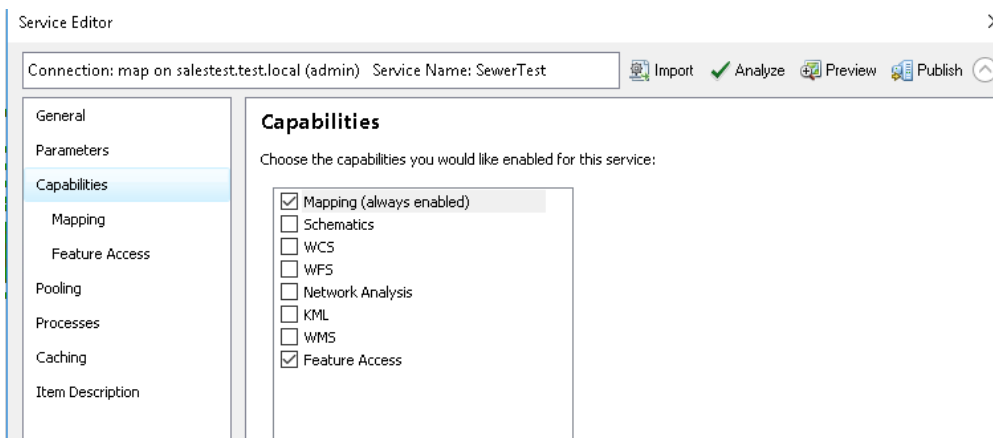 Service Editor
Connection: map on salestest.test.local (admin) Service Name: SewerTest Import Analyze Preview Publish
General
Parameters
Capabilities
Mapping
Feature Access
Pooling
Processes
Caching
Item Description
Capabilities
Choose the capabilities you would like enabled for this service:
Mapping (always enabled)
Schematics
WCS
WFS
Network Analysis
KML
WMS
Feature Access